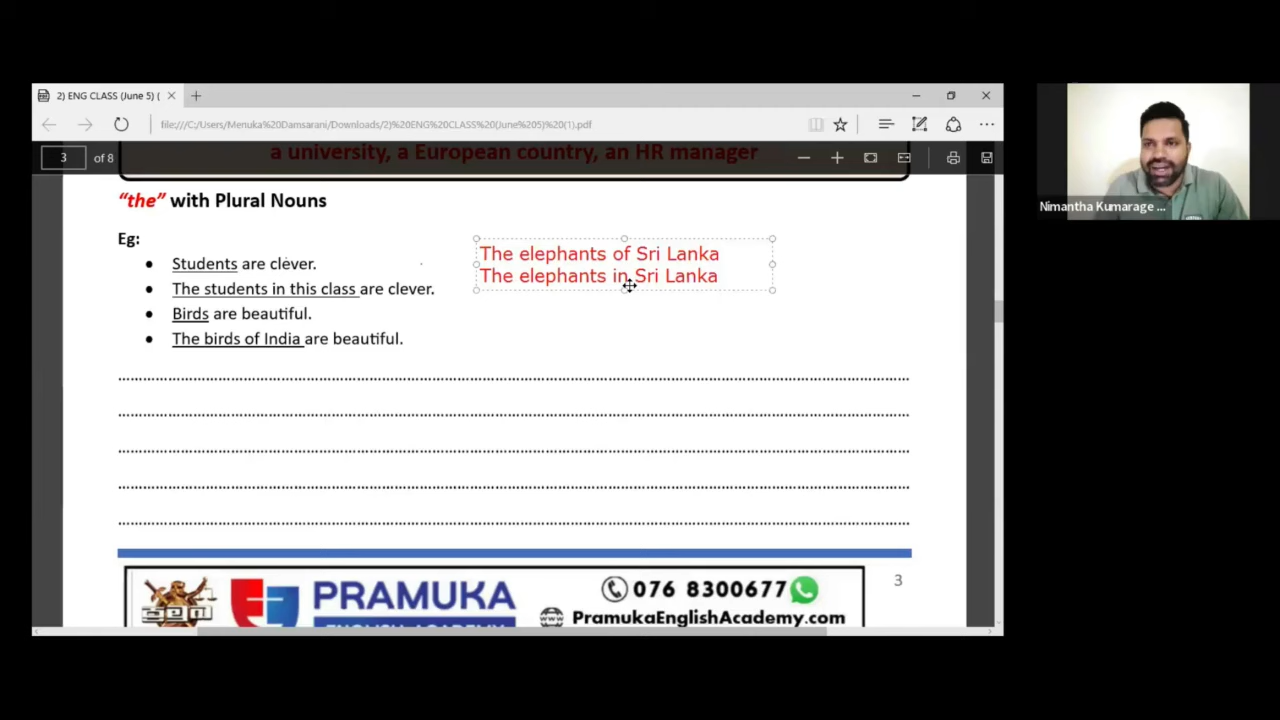 2) ENG CLASS (June 5) (
file:///C:/Users/Menuka%20Damsarani/Downloads/2)%20ENG%20CLASS%20(June%205)%20(1).pdf
3 of 8
a university, a European country, an HR manager
“the” with Plural Nouns
Eg:
• Students are clever.
• The students in this class are clever.
• Birds are beautiful.
• The birds of India are beautiful.
The elephants of Sri Lanka
The elephants in Sri Lanka
3
PRAMUKA
ENGLISH ACADEMY
076 8300677
PramukaEnglishAcademy.com
Nimantha Kumarage ...